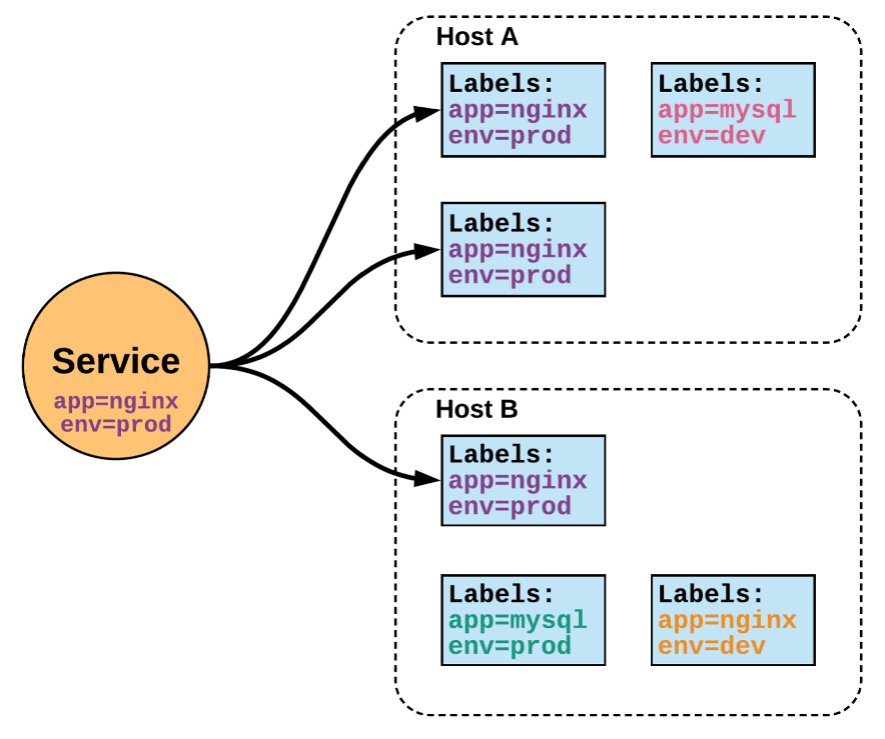 Host A
Labels:
app=nginx
env=prod
Labels:
app=mysql
env=dev
Labels:
app=nginx
env=prod
Service
app=nginx
env=prod
Host B
Labels:
app=nginx
env=prod
Labels:
app=mysql
env=prod
Labels:
app=nginx
env=dev